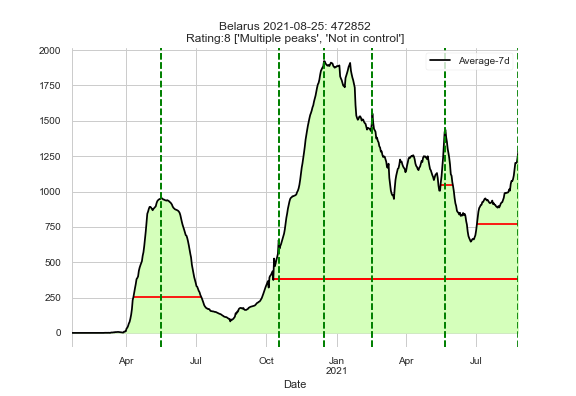 Belarus 2021-08-25: 472852
Rating:8 ['Multiple peaks', 'Not in control']
Average-7d
2000
1750
1500
1250
1000
750
500
250
0
Apr
Jul
Oct
Jan
2021
Apr
Jul
Date